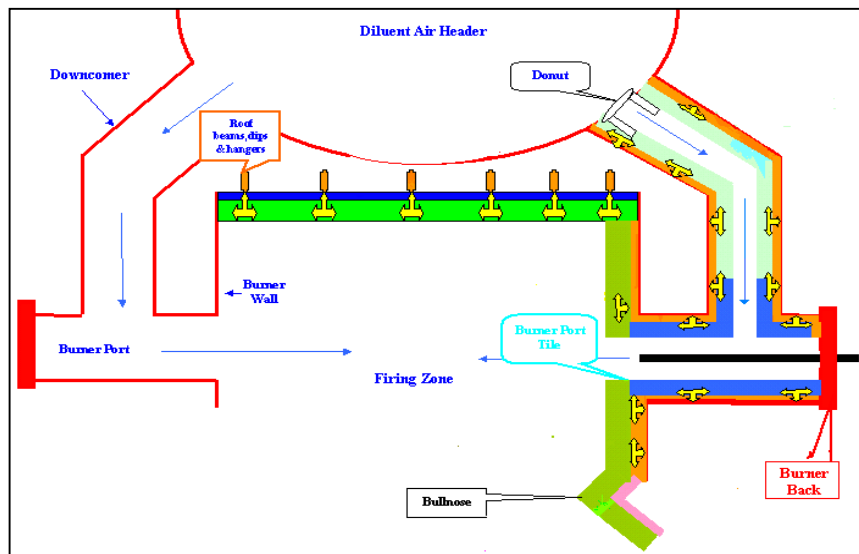 Diluent Air Header
Downcomer
Donut
Roof
beams,dips
& hangers
Burner
Wall
Burner Port
Burner Port
Tile
Firing Zone
Bullnose
Burner
Back